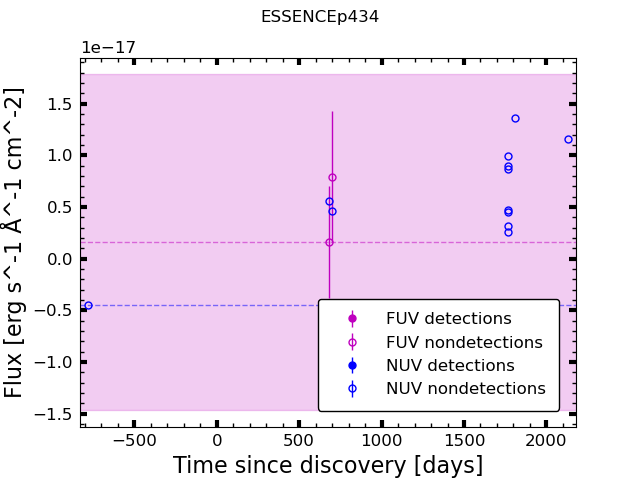 ESSENCEp434
1e−17
Flux [erg s^-1 Å^-1 cm^-2]
1.5
1.0
0.5
0.0
−0.5
−1.0
−1.5
FUV detections
FUV nondetections
NUV detections
NUV nondetections
−500 0 500 1000 1500 2000
Time since discovery [days]